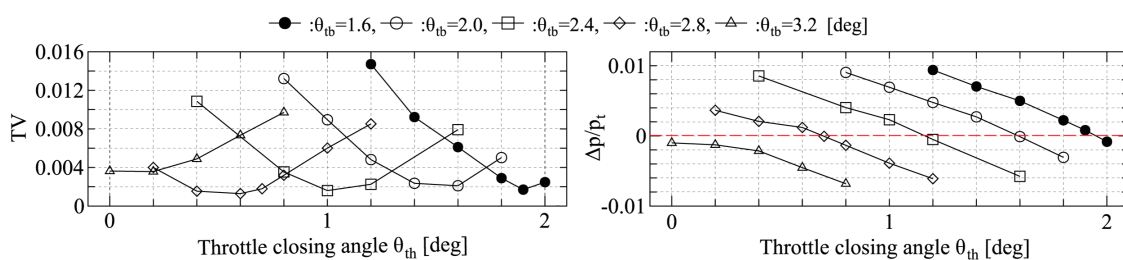 :θtb=1.6, :θtb=2.0, :θtb=2.4, :θtb=2.8, :θtb=3.2 [deg]
0.016
0.012
0.008
0.004
0
TV
0 1 2
Throttle closing angle θth [deg]
0.01
0
-0.01
Δp/pt
0 1 2
Throttle closing angle θth [deg]